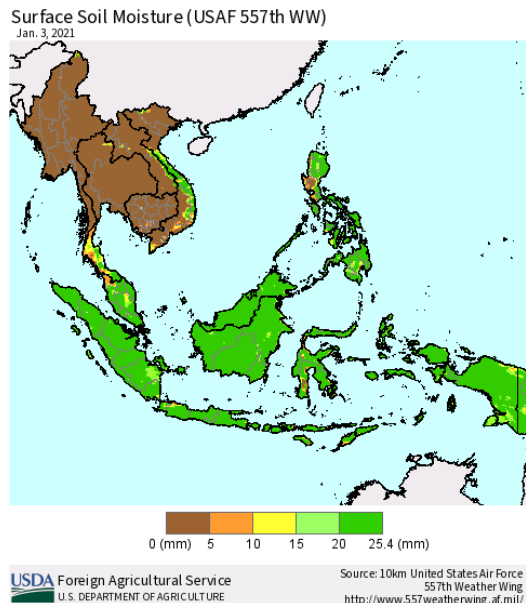 Surface Soil Moisture (USAF 557th WW)
Jan. 3, 2021
0 (mm) 5 10 15 20 25.4 (mm)
USDA Foreign Agricultural Service
U.S. DEPARTMENT OF AGRICULTURE
Source: 10km United States Air Force
557th Weather Wing
http://www.557weatherwing.af.mil/